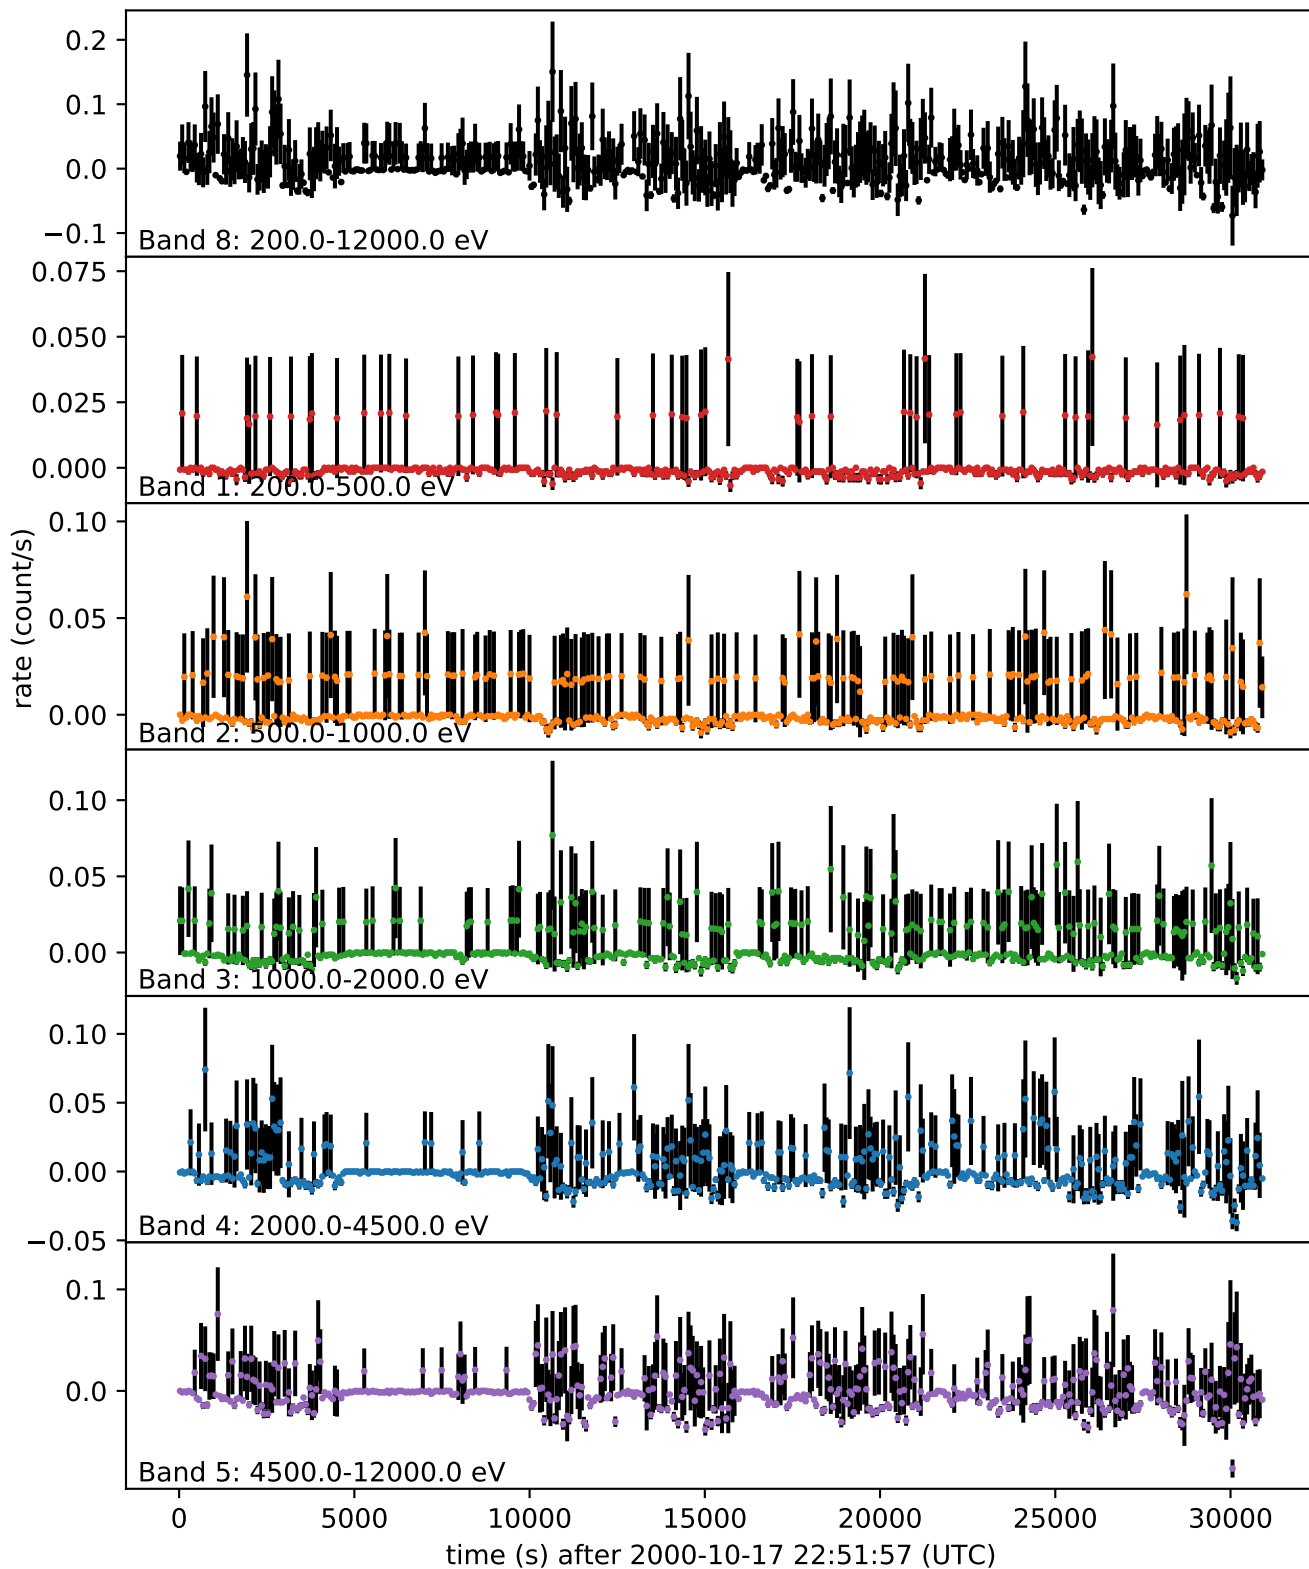 0.2
0.1
0.0
−0.1
Band 8: 200.0-12000.0 eV
0.075
0.050
0.025
0.000
Band 1: 200.0-500.0 eV
0.10
0.05
0.00
Band 2: 500.0-1000.0 eV
rate (count/s)
0.10
0.05
0.00
Band 3: 1000.0-2000.0 eV
0.10
0.05
0.00
−0.05
Band 4: 2000.0-4500.0 eV
0.1
0.0
Band 5: 4500.0-12000.0 eV
0 5000 10000 15000 20000 25000 30000
time (s) after 2000-10-17 22:51:57 (UTC)